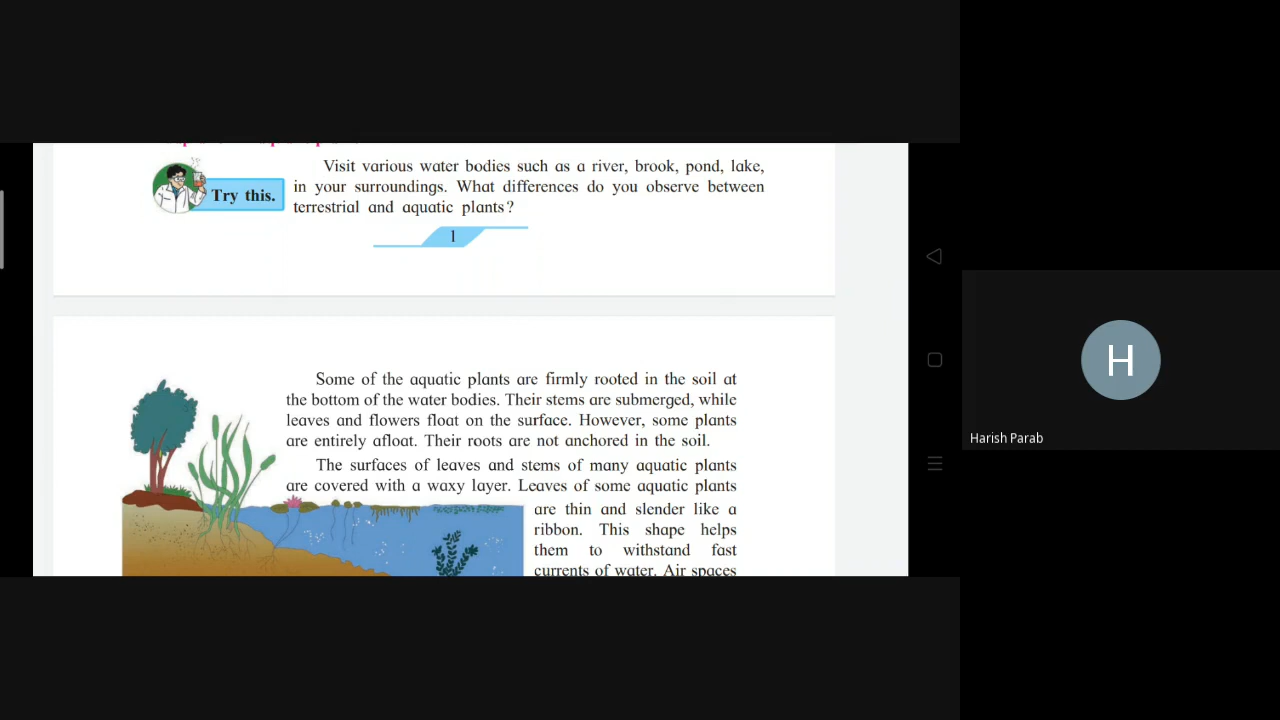 Visit various water bodies such as a river, brook, pond, lake,
Try this. in your surroundings. What differences do you observe between
terrestrial and aquatic plants?
1
Some of the aquatic plants are firmly rooted in the soil at
the bottom of the water bodies. Their stems are submerged, while
leaves and flowers float on the surface. However, some plants
are entirely afloat. Their roots are not anchored in the soil.
The surfaces of leaves and stems of many aquatic plants
are covered with a waxy layer. Leaves of some aquatic plants
are thin and slender like a
ribbon. This shape helps
them to withstand fast
currents of water. Air spaces
H
Harish Parab